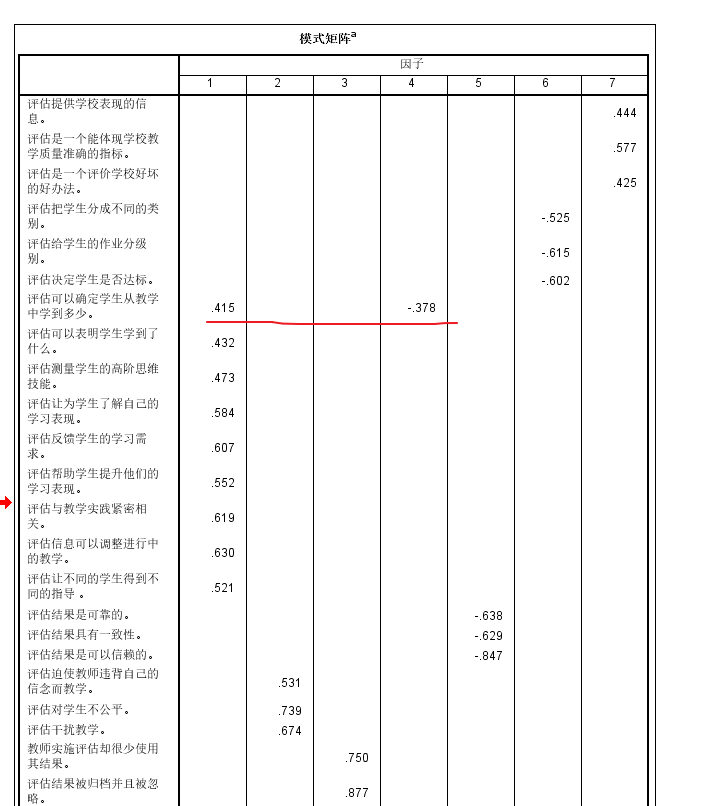 模式矩阵a
因子
1 2 3 4 5 6 7
评估提供学校表现的信
息。 .444
评估是一个能体现学校教
学质量准确的指标。 .577
评估是一个评价学校好坏
的好办法。 .425
评估把学生分成不同的类
别。 -.525
评估给学生的作业分级
别。 -.615
评估决定学生是否达标。 -.602
评估可以确定学生从教学
中学到多少。 .415 -.378
评估可以表明学生学到了
什么。 .432
评估测量学生的高阶思维
技能。 .473
评估让为学生了解自己的
学习表现。 .584
评估反馈学生的学习需
求。 .607
评估帮助学生提升他们的
学习表现。 .552
评估与教学实践紧密相
关。 .619
评估信息可以调整进行中
的教学。 .630
评估让不同的学生得到不
同的指导 。 .521
评估结果是可靠的。 -.638
评估结果具有一致性。 -.629
评估结果是可以信赖的。 -.847
评估迫使教师违背自己的
信念而教学。 .531
评估对学生不公平。 .739
评估干扰教学。 .674
教师实施评估却很少使用
其结果。 .750
评估结果被归档并且被忽
略。 .877